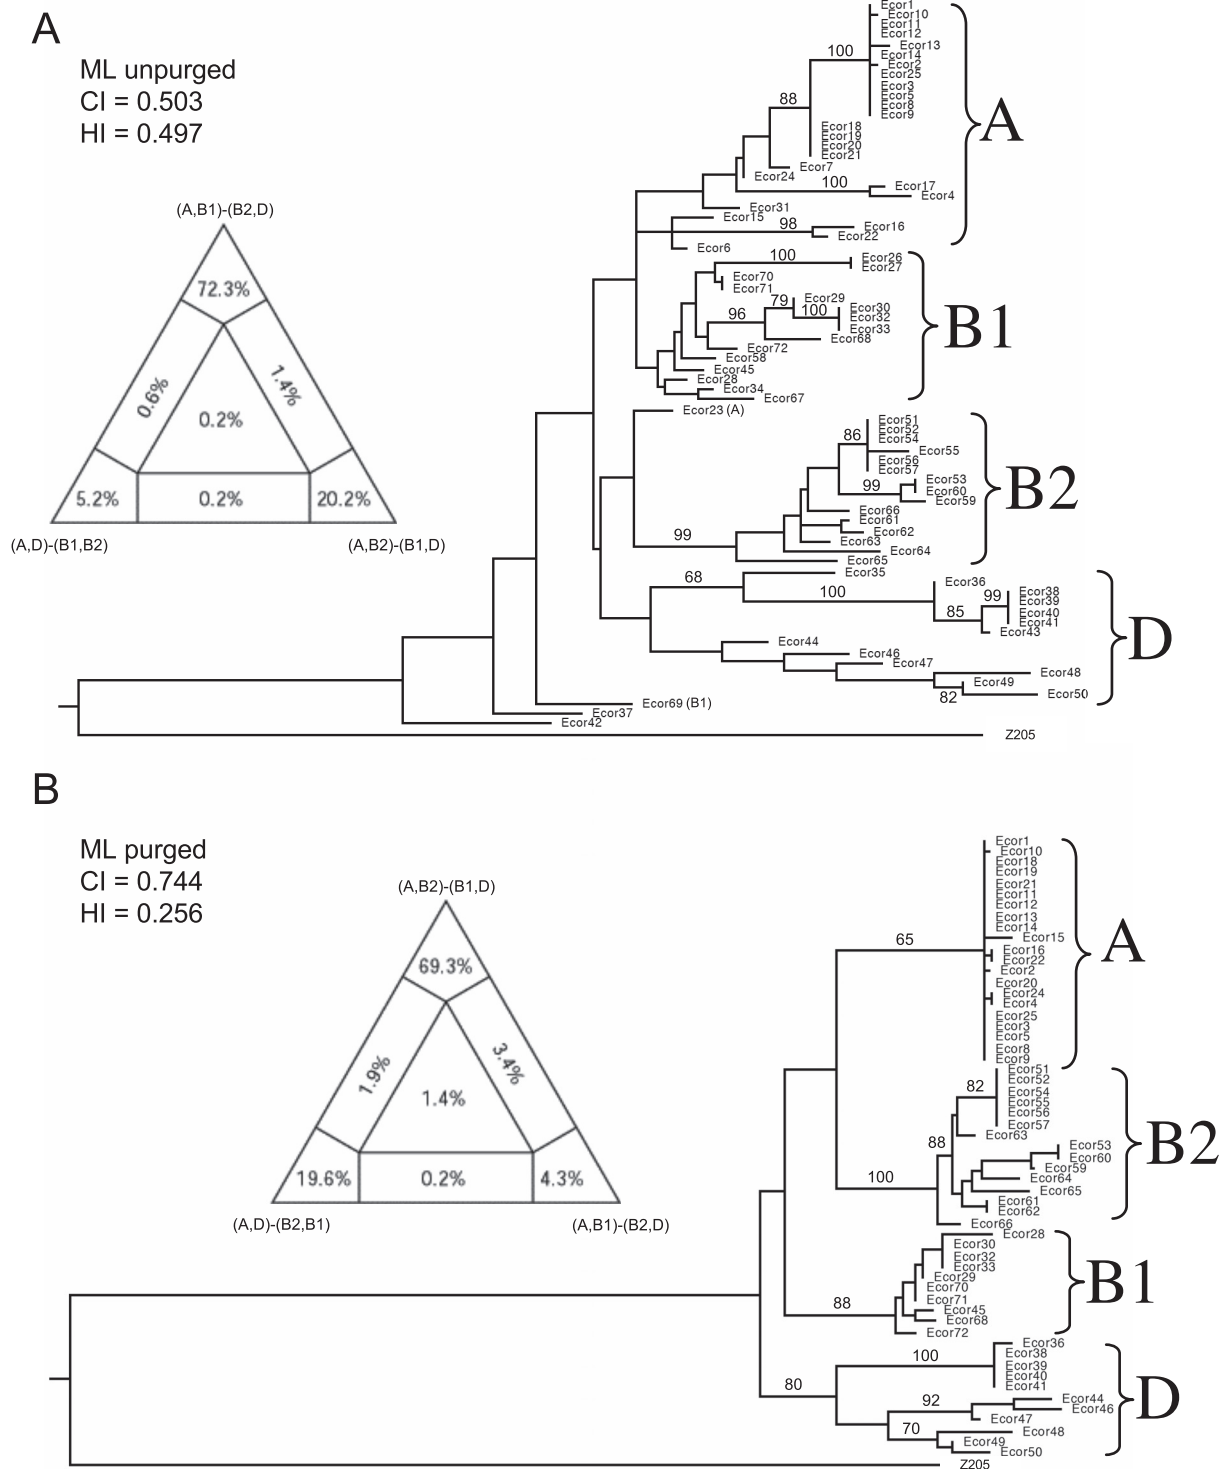 A
ML unpurged
CI = 0.503
HI = 0.497
(A,B1)-(B2,D)
72.3%
0.6%
1.4%
0.2%
5.2%
0.2%
20.2%
(A,D)-(B1,B2)
(A,B2)-(B1,D)
Ecor1
Ecor10
Ecor11
Ecor12
Ecor13
100
Ecor14
Ecor2
Ecor25
Ecor3
Ecor5
Ecor8
Ecor9
88
Ecor18
Ecor19
Ecor20
Ecor21
Ecor7
Ecor24
100
Ecor17
Ecor4
Ecor31
Ecor15
98
Ecor16
Ecor22
Ecor6
A
100
Ecor26
Ecor27
Ecor70
Ecor71
79
Ecor29
96
100
Ecor30
Ecor32
Ecor33
Ecor68
Ecor72
Ecor58
Ecor45
Ecor28
Ecor34
Ecor67
B1
Ecor23 (A)
Ecor51
Ecor52
Ecor54
86
Ecor55
Ecor56
Ecor57
99
Ecor53
Ecor60
Ecor59
Ecor66
Ecor61
Ecor62
Ecor63
99
Ecor64
Ecor65
B2
Ecor35
68
100
Ecor36
99
Ecor38
Ecor39
85
Ecor40
Ecor41
Ecor43
Ecor44
Ecor46
Ecor47
Ecor48
Ecor49
82
Ecor50
D
Ecor69 (B1)
Ecor37
Ecor42
Z205
B
ML purged
CI = 0.744
HI = 0.256
(A,B2)-(B1,D)
69.3%
1.9%
3.4%
1.4%
19.6%
0.2%
4.3%
(A,D)-(B2,B1)
(A,B1)-(B2,D)
Ecor1
Ecor10
Ecor18
Ecor19
Ecor21
Ecor11
Ecor12
Ecor13
Ecor14
65
Ecor15
Ecor16
Ecor22
Ecor2
Ecor20
Ecor24
Ecor4
Ecor25
Ecor3
Ecor5
Ecor8
Ecor9
A
Ecor51
Ecor52
82
Ecor54
Ecor55
Ecor56
Ecor57
Ecor63
88
Ecor53
Ecor60
Ecor59
Ecor64
100
Ecor65
Ecor61
Ecor62
Ecor66
B2
Ecor28
Ecor30
Ecor32
Ecor33
Ecor29
Ecor70
Ecor71
88
Ecor45
Ecor68
Ecor72
B1
Ecor36
100
Ecor38
Ecor39
Ecor40
Ecor41
80
92
Ecor44
Ecor46
Ecor47
70
Ecor48
Ecor49
Ecor50
D
Z205